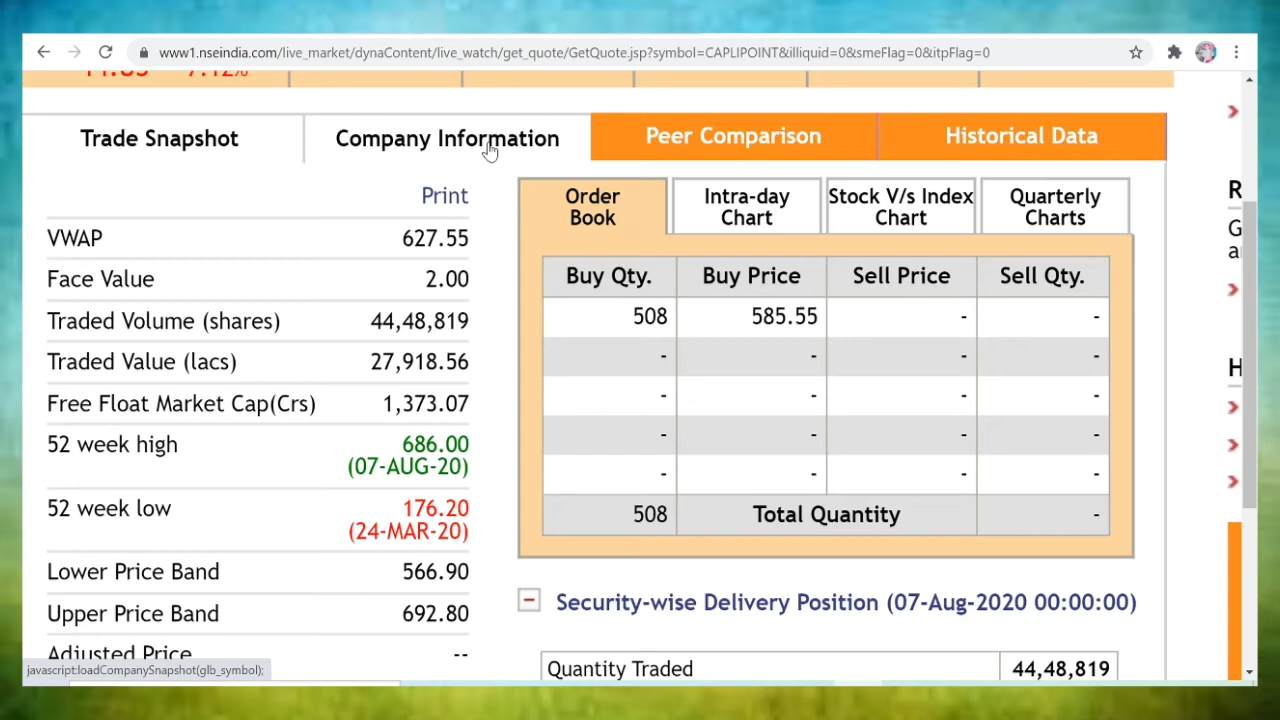 www1.nseindia.com/live_market/dynaContent/live_watch/get_quote/GetQuote.jsp?symbol=CAPLIPOINT&illiquid=0&smeFlag=0&itpFlag=0
Trade Snapshot
Company Information
Peer Comparison
Historical Data
Print
VWAP 627.55
Face Value 2.00
Traded Volume (shares) 44,48,819
Traded Value (lacs) 27,918.56
Free Float Market Cap(Crs) 1,373.07
52 week high 686.00
(07-AUG-20)
52 week low 176.20
(24-MAR-20)
Lower Price Band 566.90
Upper Price Band 692.80
Adjusted Price --
javascript:loadCompanySnapshot(glb_symbol);
Order
Book
Intra-day
Chart
Stock V/s Index
Chart
Quarterly
Charts
Buy Qty. Buy Price Sell Price Sell Qty.
508 585.55 - -
- - - -
- - - -
- - - -
- - - -
508 Total Quantity -
Security-wise Delivery Position (07-Aug-2020 00:00:00)
Quantity Traded 44,48,819